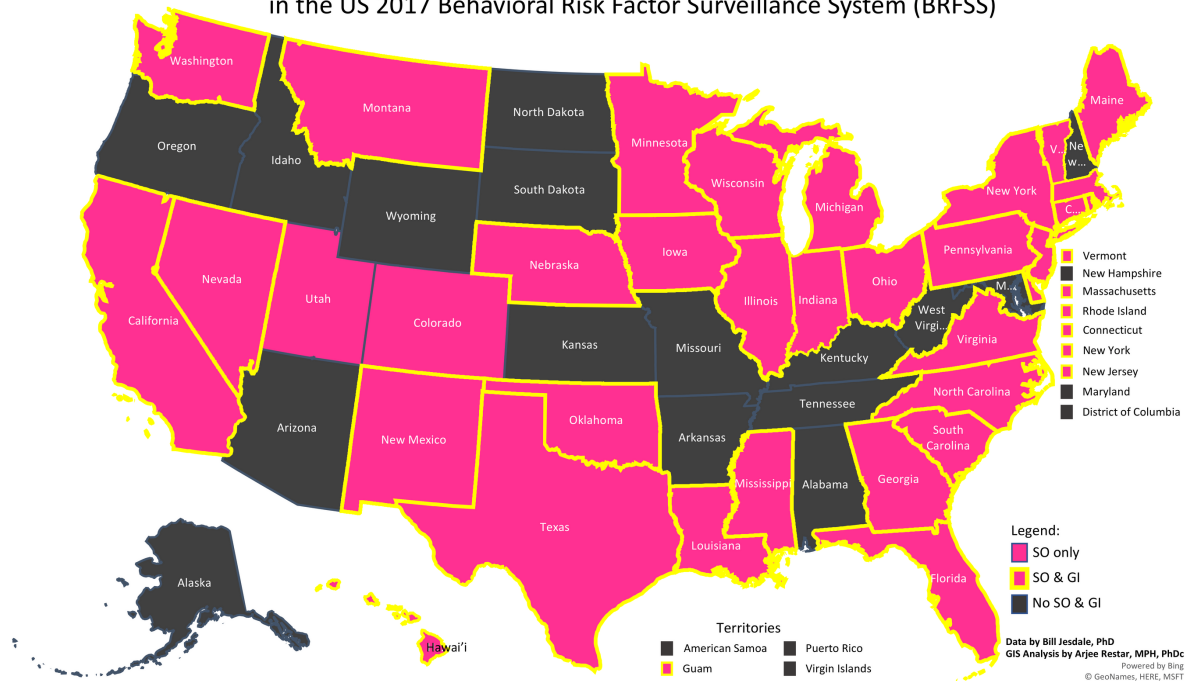 in the US 2017 Behavioral Risk Factor Surveillance System (BRFSS)
Washington
Montana
North Dakota
Minnesota
Maine
Oregon
Idaho
V...
Ne
w...
South Dakota
Wisconsin
New York
Wyoming
Michigan
C...
Iowa
Pennsylvania
Nevada
Nebraska
Ohio
Utah
Illinois
Indiana
M...
California
Colorado
West
Virgi...
Kansas
Missouri
Kentucky
Virginia
Vermont
New Hampshire
Massachusetts
Rhode Island
Connecticut
New York
New Jersey
Maryland
District of Columbia
Arizona
New Mexico
Oklahoma
Arkansas
Tennessee
North Carolina
South
Carolina
Mississippi
Alabama
Georgia
Texas
Louisiana
Florida
Alaska
Hawai'i
Legend:
SO only
SO & GI
No SO & GI
Territories
American Samoa
Puerto Rico
Guam
Virgin Islands
Data by Bill Jesdale, PhD
GIS Analysis by Arjee Restar, MPH, PhDc
Powered by Bing
© GeoNames, HERE, MSFT